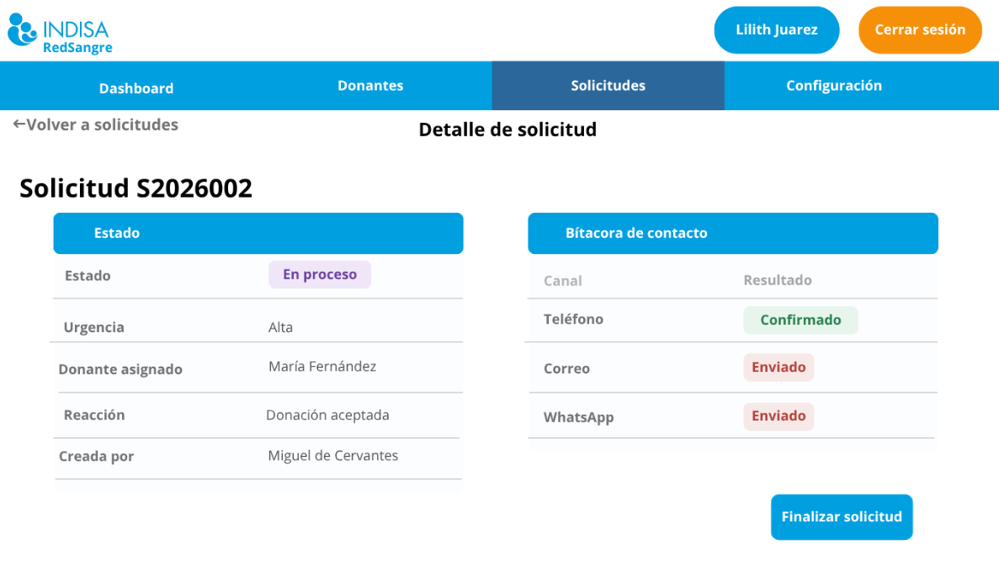 INDISA
RedSangre
Lilith Juarez
Cerrar sesión
Dashboard
Donantes
Solicitudes
Configuración
←Volver a solicitudes
Detalle de solicitud
Solicitud S2026002
Estado
Estado En proceso
Urgencia Alta
Donante asignado María Fernández
Reacción Donación aceptada
Creada por Miguel de Cervantes
Bítacora de contacto
Canal Resultado
Teléfono Confirmado
Correo Enviado
WhatsApp Enviado
Finalizar solicitud